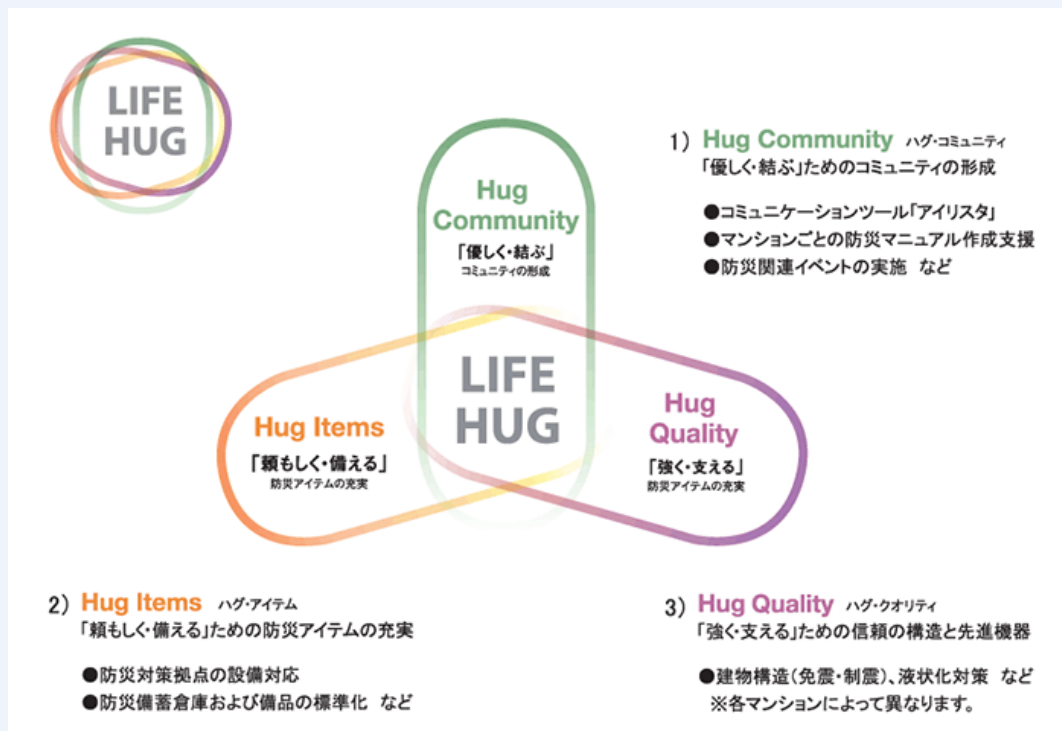 LIFE
HUG
1) Hug Community ハグ・コミュニティ
「優しく・結ぶ」ためのコミュニティの形成
●コミュニケーションツール「アイリスタ」
●マンションごとの防災マニュアル作成支援
●防災関連イベントの実施 など
Hug
Community
「優しく・結ぶ」
コミュニティの形成
LIFE
HUG
Hug Items
「頼もしく・備える」
防災アイテムの充実
Hug
Quality
「強く・支える」
防災アイテムの充実
2) Hug Items ハグ・アイテム
「頼もしく・備える」ための防災アイテムの充実
●防災対策拠点の設備対応
●防災備蓄倉庫および備品の標準化 など
3) Hug Quality ハグ・クオリティ
「強く・支える」ための信頼の構造と先進機器
●建物構造(免震・制震)、液状化対策 など
※各マンションによって異なります。